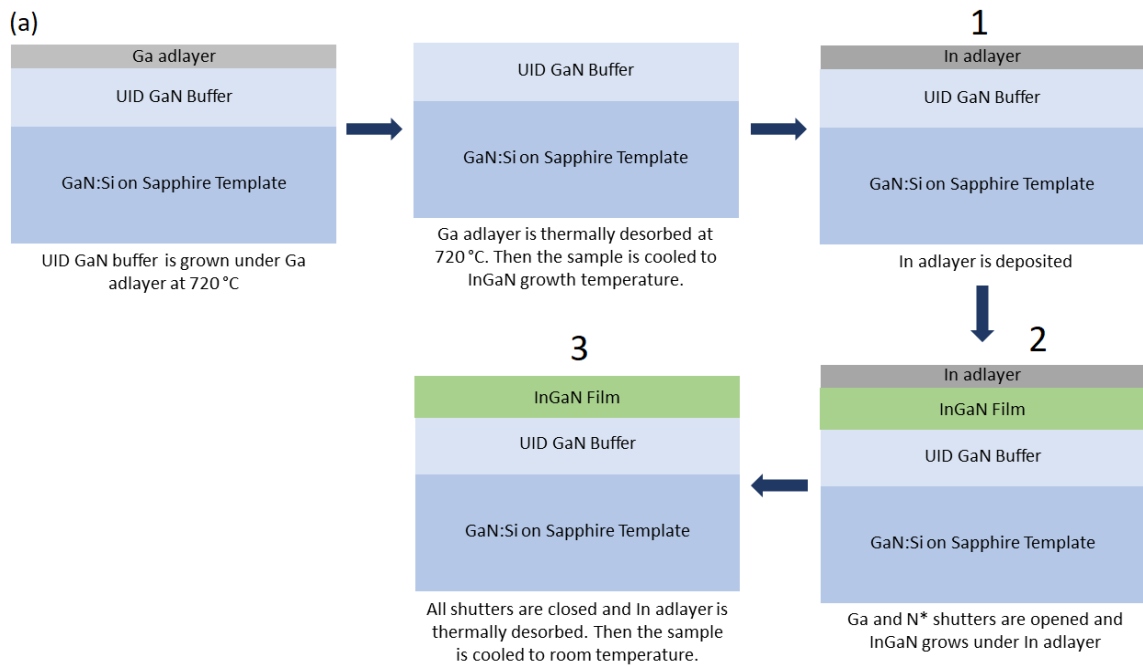 (a)
Ga adlayer
UID GaN Buffer
GaN:Si on Sapphire Template
UID GaN buffer is grown under Ga
adlayer at 720 °C
UID GaN Buffer
GaN:Si on Sapphire Template
Ga adlayer is thermally desorbed at
720 °C. Then the sample is cooled to
InGaN growth temperature.
1
In adlayer
UID GaN Buffer
GaN:Si on Sapphire Template
In adlayer is deposited
2
In adlayer
InGaN Film
UID GaN Buffer
GaN:Si on Sapphire Template
Ga and N* shutters are opened and
InGaN grows under In adlayer
3
InGaN Film
UID GaN Buffer
GaN:Si on Sapphire Template
All shutters are closed and In adlayer is
thermally desorbed. Then the sample
is cooled to room temperature.